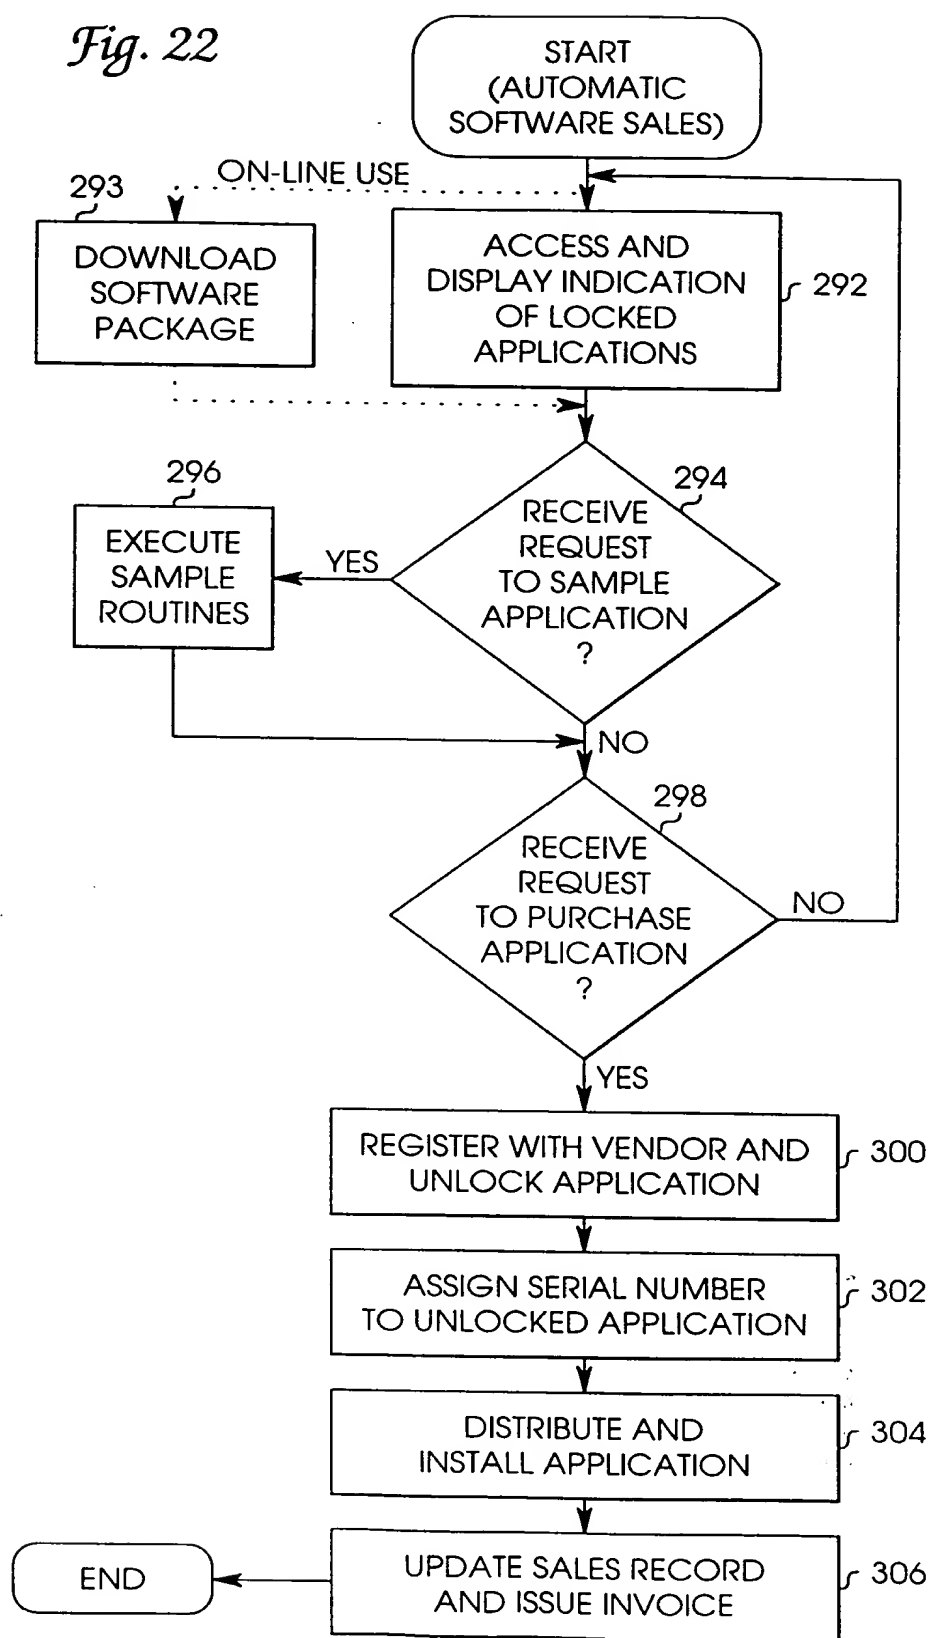 Fig. 22
START
(AUTOMATIC
SOFTWARE SALES)
ON-LINE USE
293
DOWNLOAD
SOFTWARE
PACKAGE
ACCESS AND
DISPLAY INDICATION
OF LOCKED
APPLICATIONS
292
294
RECEIVE
REQUEST
TO SAMPLE
APPLICATION
?
YES
296
EXECUTE
SAMPLE
ROUTINES
NO
298
RECEIVE
REQUEST
TO PURCHASE
APPLICATION
?
NO
YES
REGISTER WITH VENDOR AND
UNLOCK APPLICATION
300
ASSIGN SERIAL NUMBER
TO UNLOCKED APPLICATION
302
DISTRIBUTE AND
INSTALL APPLICATION
304
UPDATE SALES RECORD
AND ISSUE INVOICE
306
END